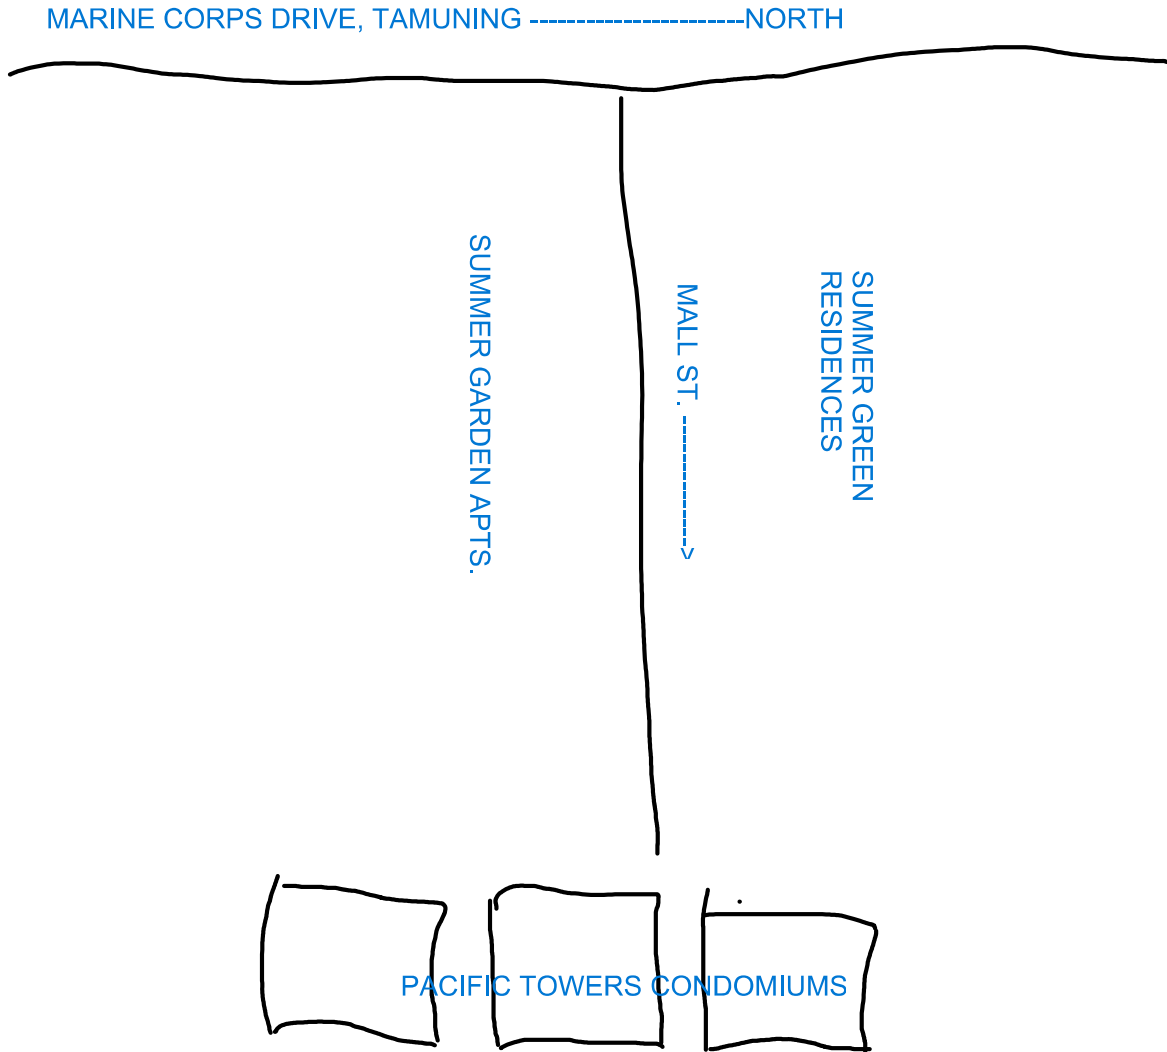 MARINE CORPS DRIVE, TAMUNING -----------------------NORTH
SUMMER GARDEN APTS.
MALL ST. -------------->
SUMMER GREEN
RESIDENCES
PACIFIC TOWERS CONDOMIUMS